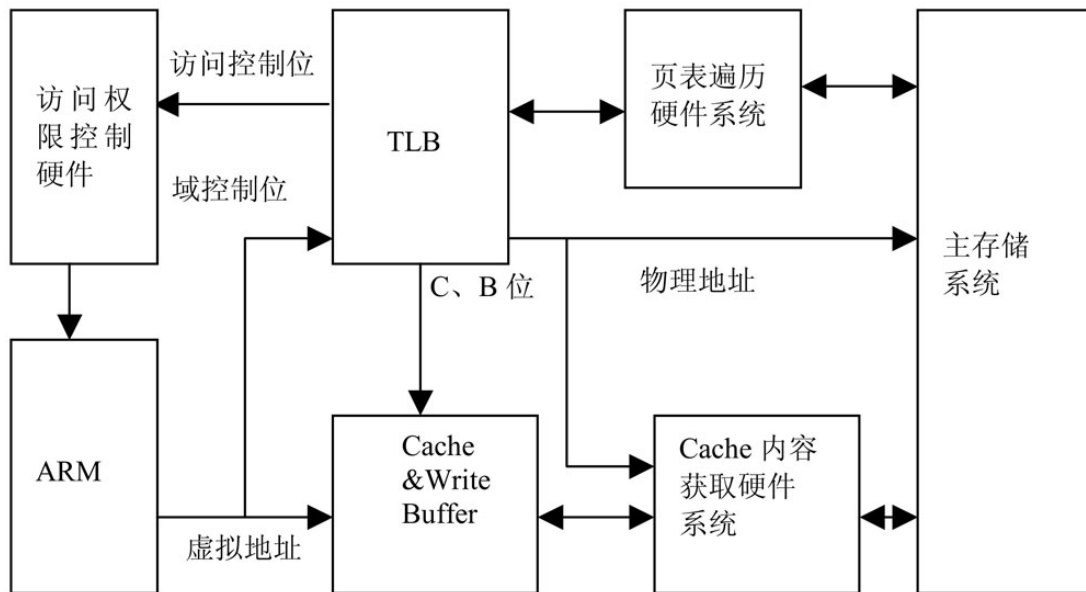 访问权
限控制
硬件
访问控制位
域控制位
TLB
页表遍历
硬件系统
主存储
系统
C、B 位
物理地址
ARM
虚拟地址
Cache
&Write
Buffer
Cache 内容
获取硬件
系统